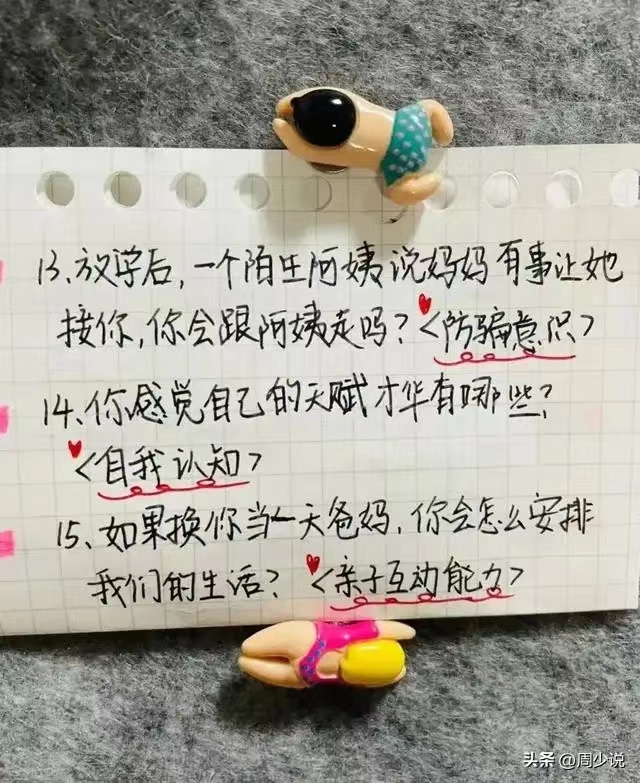 13、放学后,一个陌生阿姨说妈妈有事让她
接你,你会跟阿姨走吗?<防骗意识>
14、你感觉自己的天赋才华有哪些?
<自我认知>
15、如果换你当一天爸妈,你会怎么安排
我们的生活?<亲子互动能力>
头条 @周少说